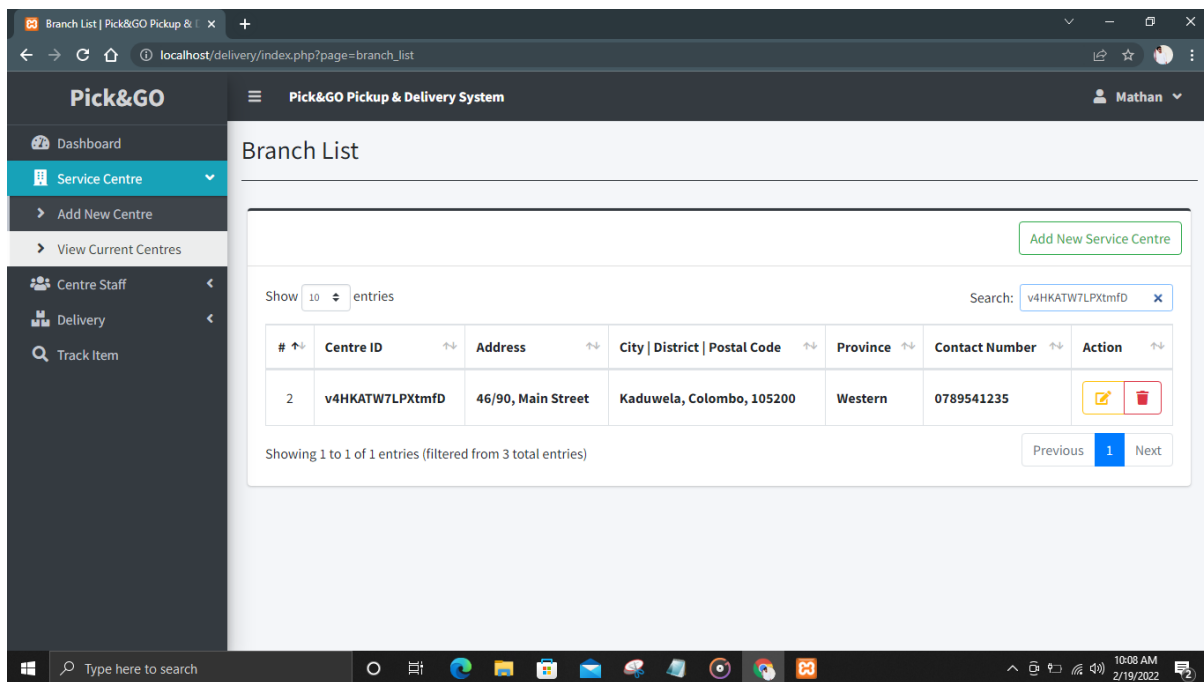 Branch List | Pick&GO Pickup & D
localhost/delivery/index.php?page=branch_list
Pick&GO
Pick&GO Pickup & Delivery System
Mathan
Dashboard
Service Centre
Add New Centre
View Current Centres
Centre Staff
Delivery
Track Item
Branch List
Add New Service Centre
Show 10 entries
Search: v4HKATW7LPXtmfD
# Centre ID Address City | District | Postal Code Province Contact Number Action
2 v4HKATW7LPXtmfD 46/90, Main Street Kaduwela, Colombo, 105200 Western 0789541235
Showing 1 to 1 of 1 entries (filtered from 3 total entries)
Previous 1 Next
Type here to search
10:08 AM
2/19/2022
2